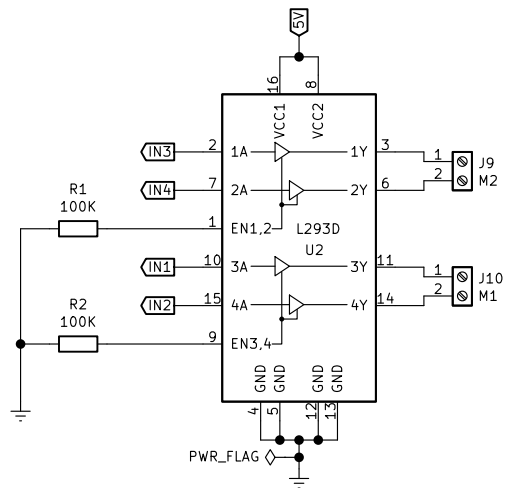 5V
16
8
VCC1
VCC2
IN3
2
1A
1Y
3
1
J9
IN4
7
2A
2Y
6
2
M2
R1
100K
1
EN1,2
L293D
U2
IN1
10
3A
3Y
11
1
J10
IN2
15
4A
4Y
14
2
M1
R2
100K
9
EN3,4
GND
GND
GND
GND
4
5
12
13
PWR_FLAG